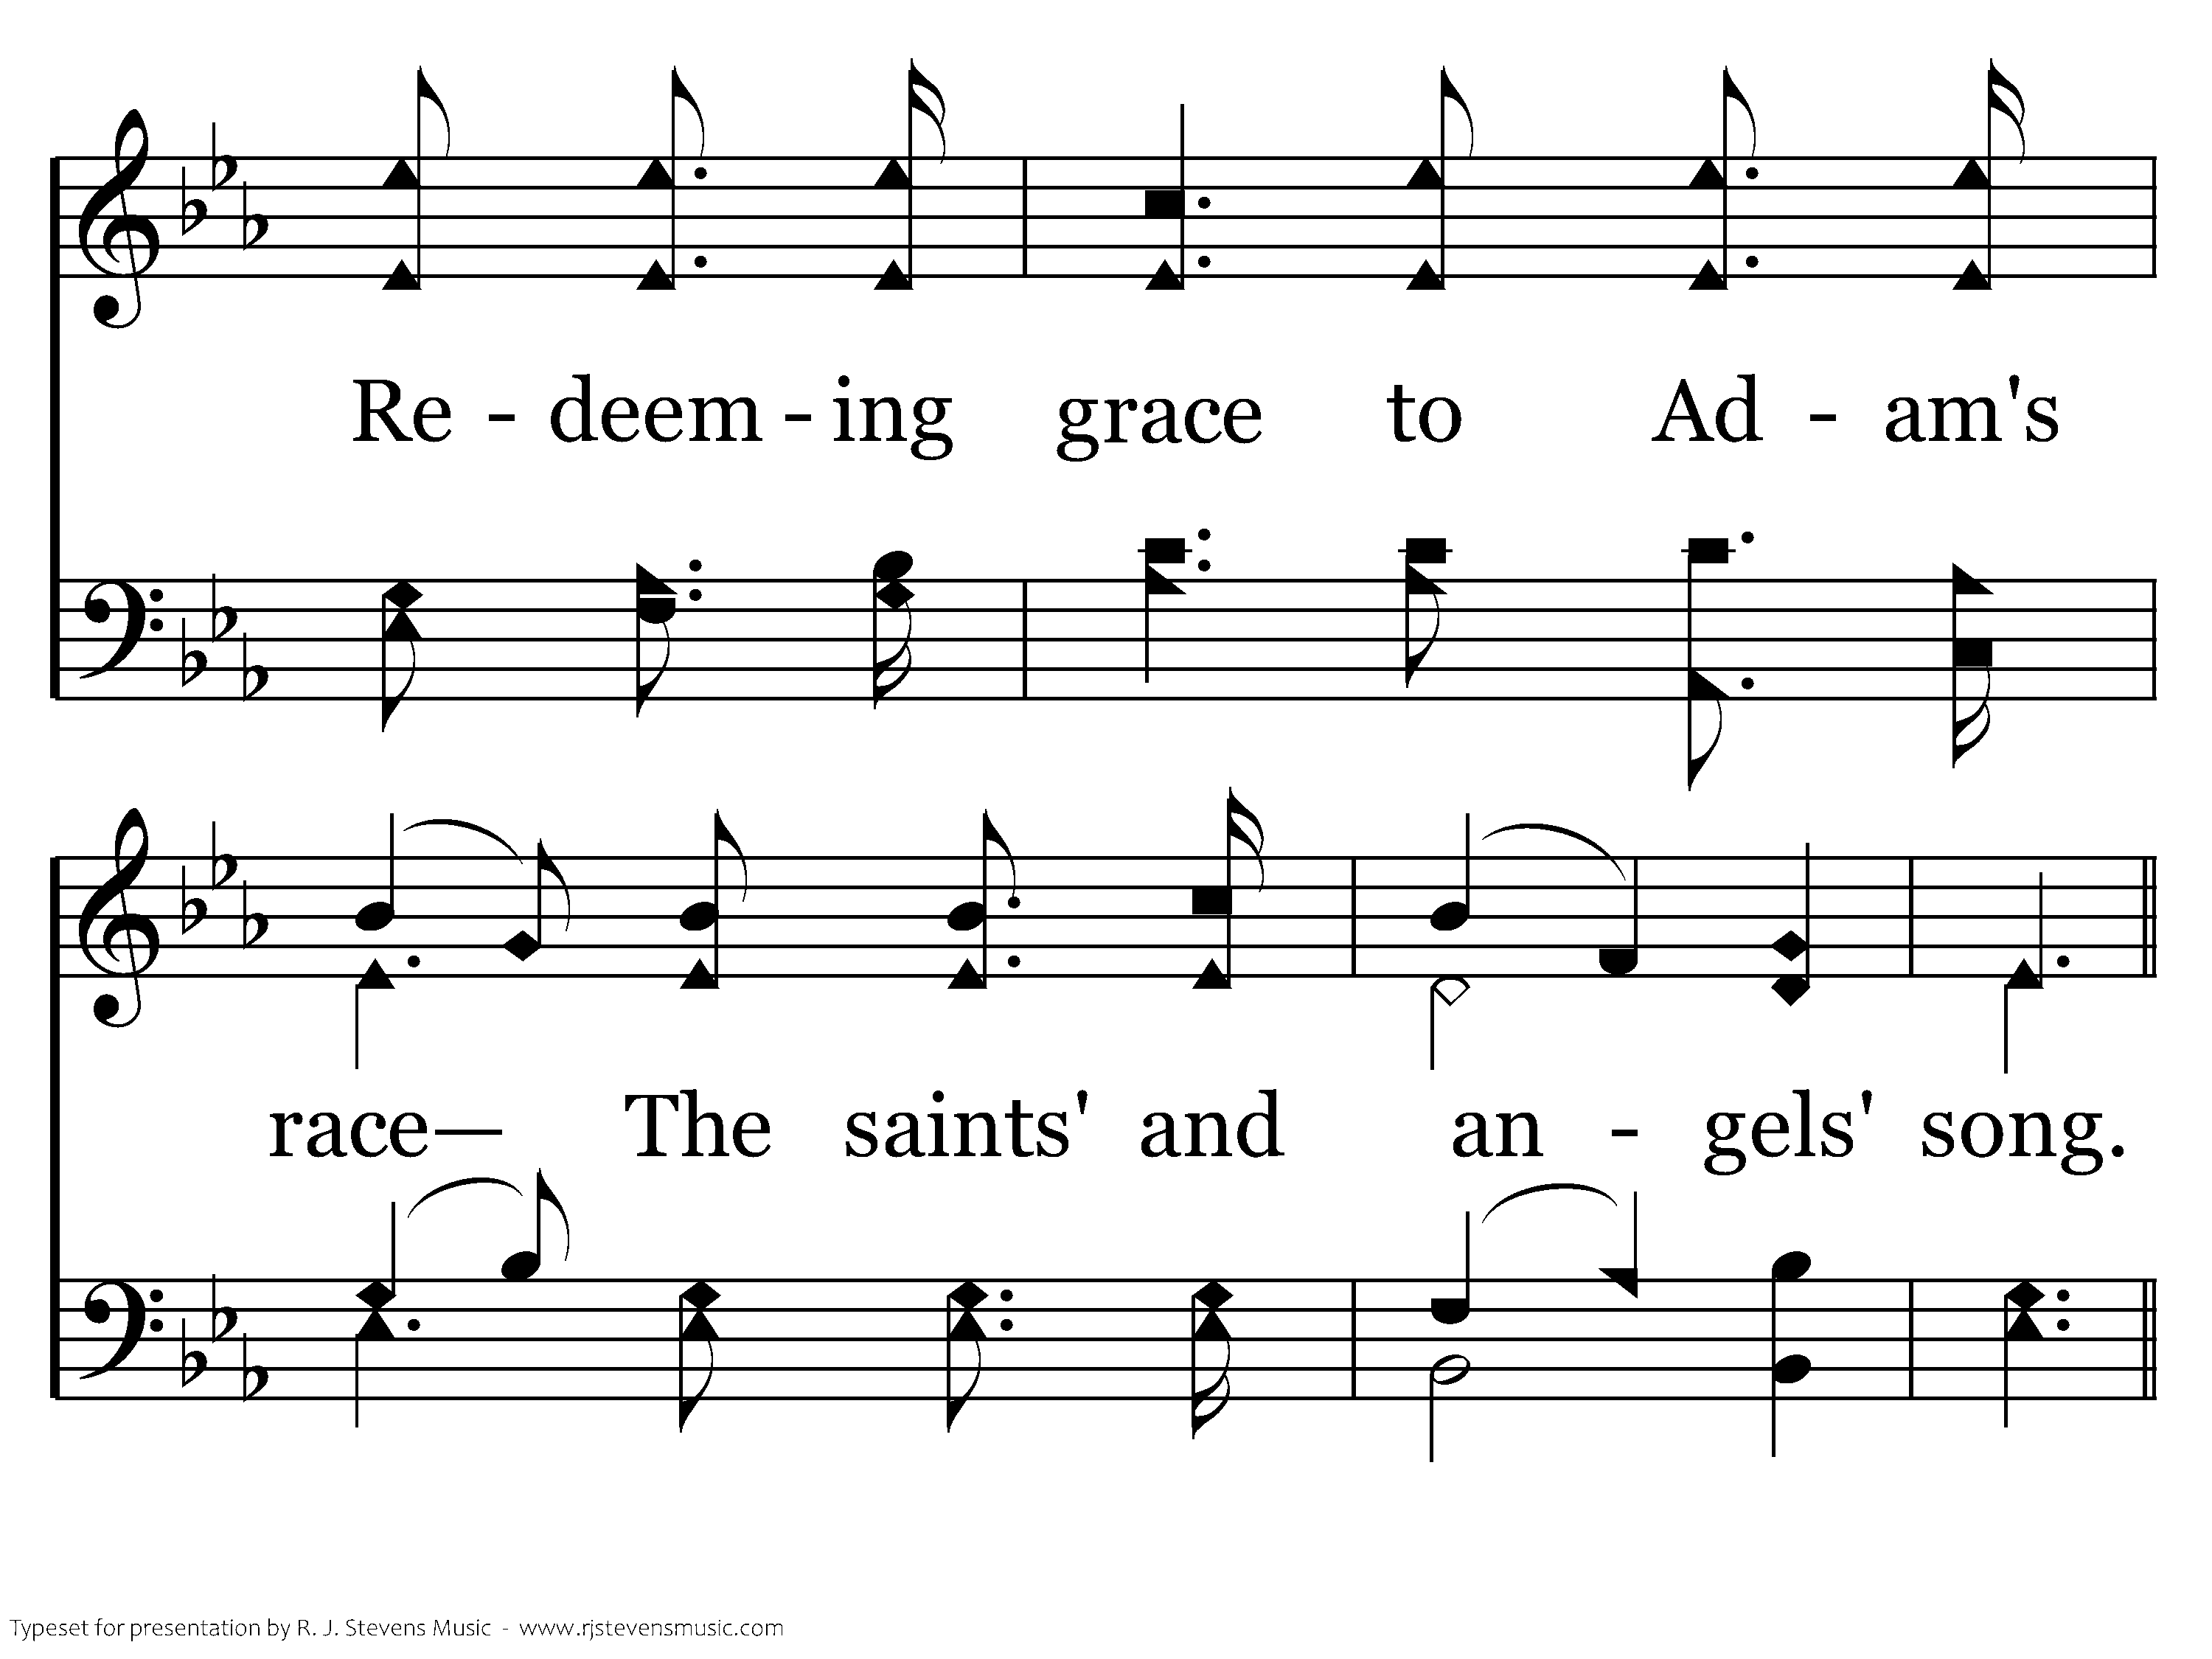 Re - deem - ing grace to Ad - am's
race— The saints' and an - gels' song.
Typeset for presentation by R. J. Stevens Music - www.rjstevensmusic.com